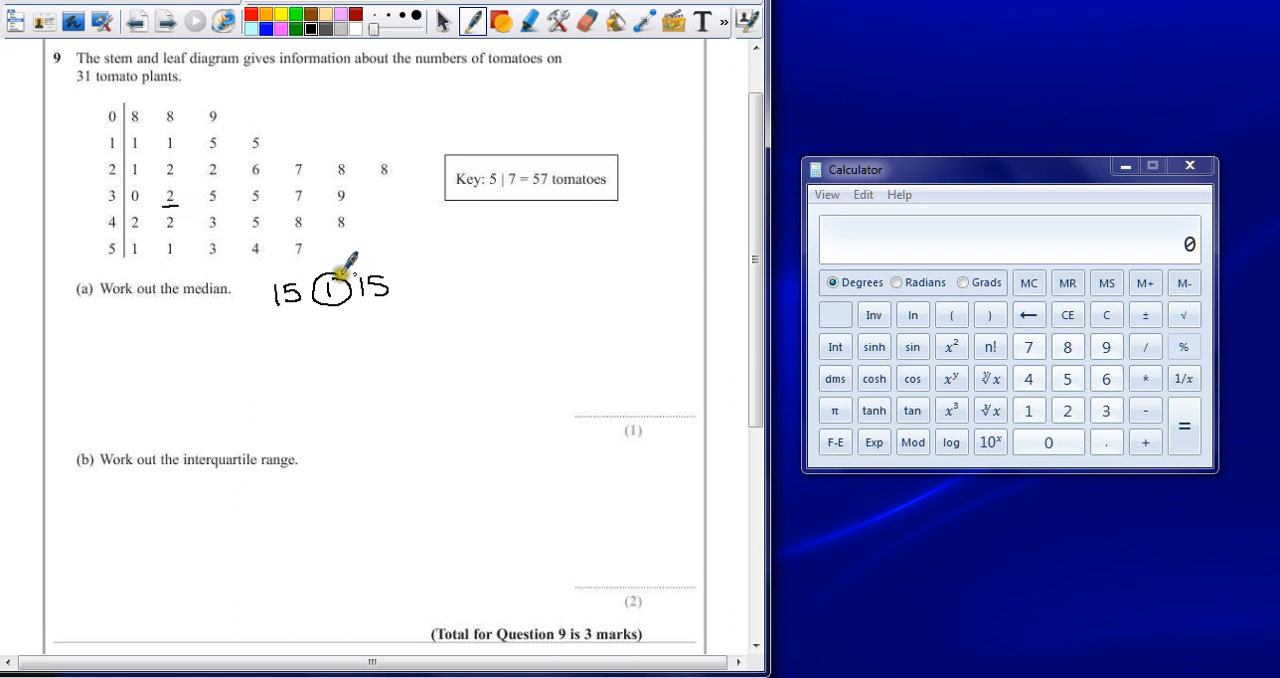 9 The stem and leaf diagram gives information about the numbers of tomatoes on
31 tomato plants.
0 8 8 9
1 1 1 5 5
2 1 2 2 6 7 8 8
Key: 5 | 7 = 57 tomatoes
3 0 2 5 5 7 9
4 2 2 3 5 8 8
5 1 1 3 4 7
(a) Work out the median. 15 1 15
(1)
(b) Work out the interquartile range.
(2)
(Total for Question 9 is 3 marks)
T »
Calculator
View Edit Help
0
Degrees Radians Grads MC MR MS M+ M-
Inv ln ( ) ← CE C ± √
Int sinh sin x² n! 7 8 9 / %
dms cosh cos xʸ ʸ√x 4 5 6 * 1/x
π tanh tan x³ ³√x 1 2 3 - =
F-E Exp Mod log 10ˣ 0 . +